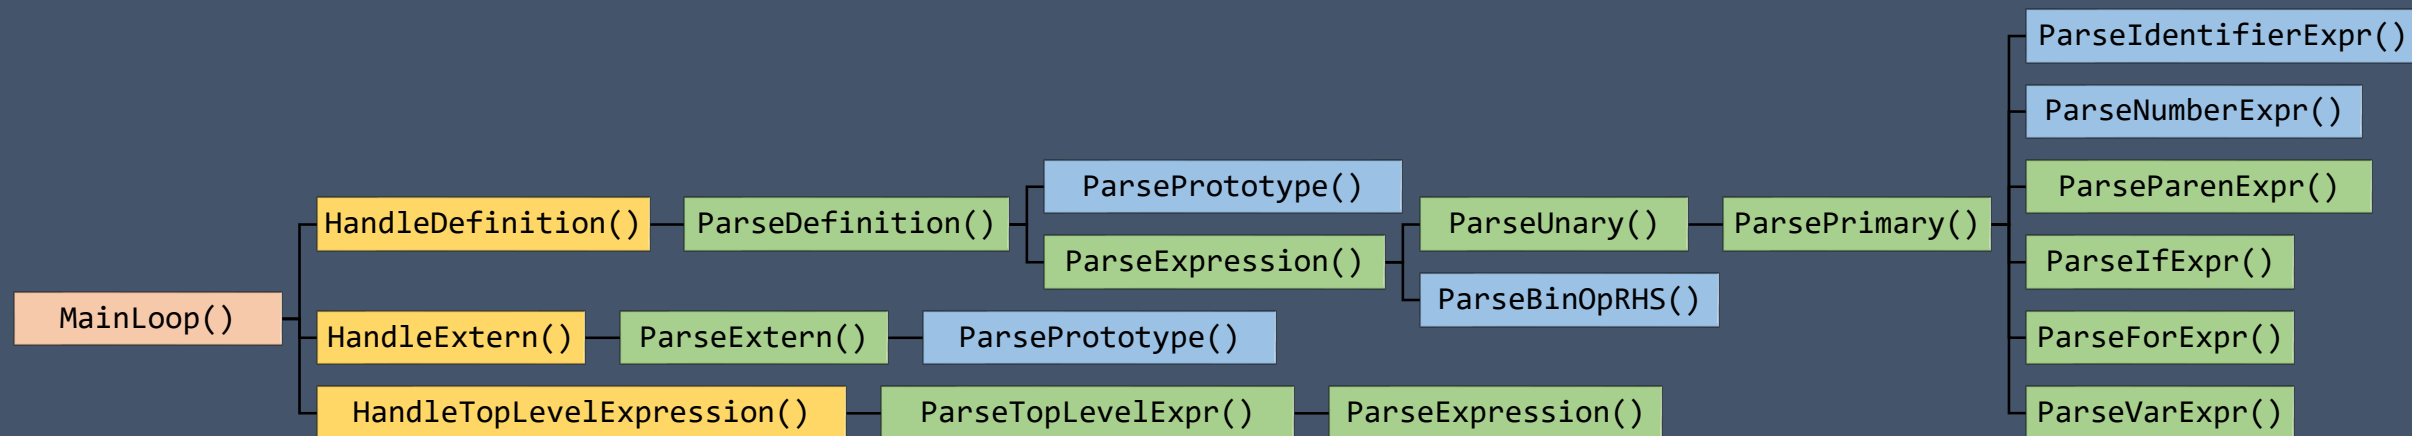 MainLoop()
HandleDefinition()
ParseDefinition()
ParsePrototype()
ParseExpression()
ParseUnary()
ParsePrimary()
ParseIdentifierExpr()
ParseNumberExpr()
ParseParenExpr()
ParseIfExpr()
ParseForExpr()
ParseVarExpr()
ParseBinOpRHS()
HandleExtern()
ParseExtern()
ParsePrototype()
HandleTopLevelExpression()
ParseTopLevelExpr()
ParseExpression()